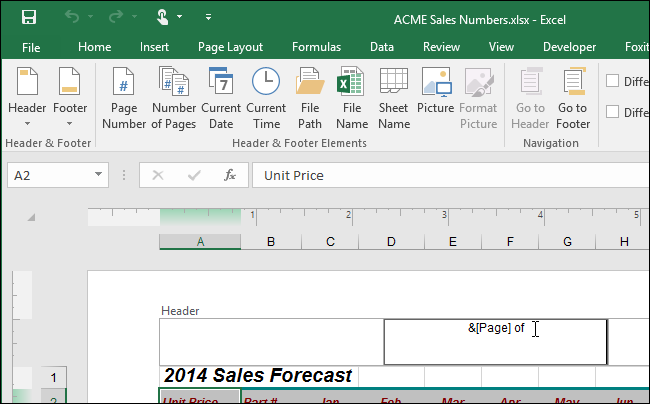 ACME Sales Numbers.xlsx - Excel
File Home Insert Page Layout Formulas Data Review View Developer Foxit
Header Footer Page Number Number of Pages Current Date Current Time File Path File Name Sheet Name Picture Format Picture Go to Header Go to Footer Diffe
Diffe
Header & Footer Header & Footer Elements Navigation
A2 fx Unit Price
1 2 3 4 5
A B C D E F G H
Header
&[Page] of
1 2014 Sales Forecast
2 Unit Price Part # Jan Feb Mar Apr May Jun